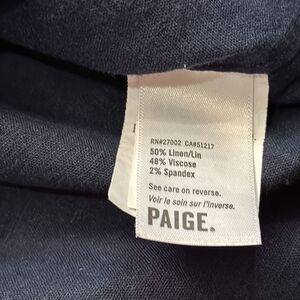 RN#27002 CA#51217
50% Linen/Lin
48% Viscose
2% Spandex
See care on reverse.
Voir le soin sur l'inverse.
PAIGE.